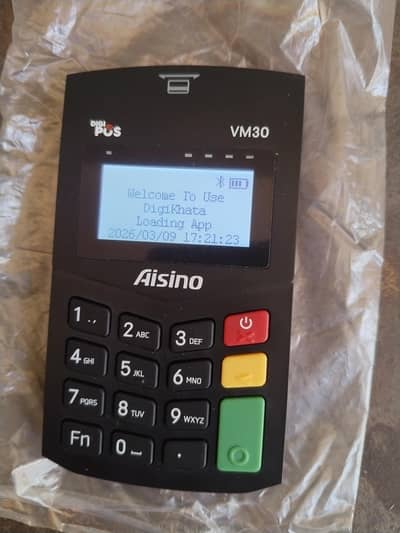 DIGI
POS
VM30
Welcome To Use
DigiKhata
Loading App
2026/03/09 17:21:23
Aisino
1 .,
2 ABC
3 DEF
4 GHI
5 JKL
6 MNO
7 PQRS
8 TUV
9 WXYZ
Fn
0
.